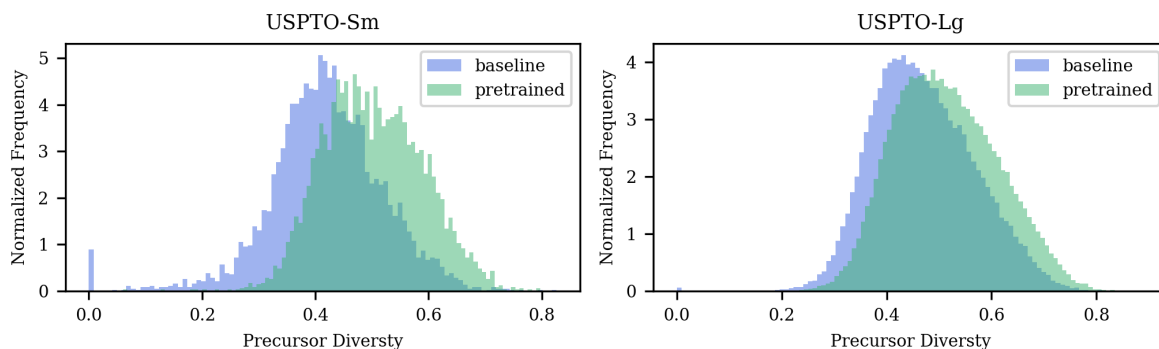 USPTO-Sm
5
4
3
2
1
0
Normalized Frequency
baseline
pretrained
0.0 0.2 0.4 0.6 0.8
Precursor Diversty
USPTO-Lg
4
3
2
1
0
Normalized Frequency
baseline
pretrained
0.0 0.2 0.4 0.6 0.8
Precursor Diversty